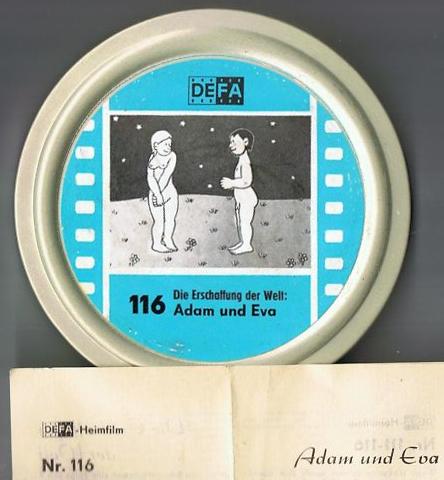 DEFA
116 Die Erschaffung der Welt:
Adam und Eva
DEFA-Heimfilm
Nr. 116
Adam und Eva